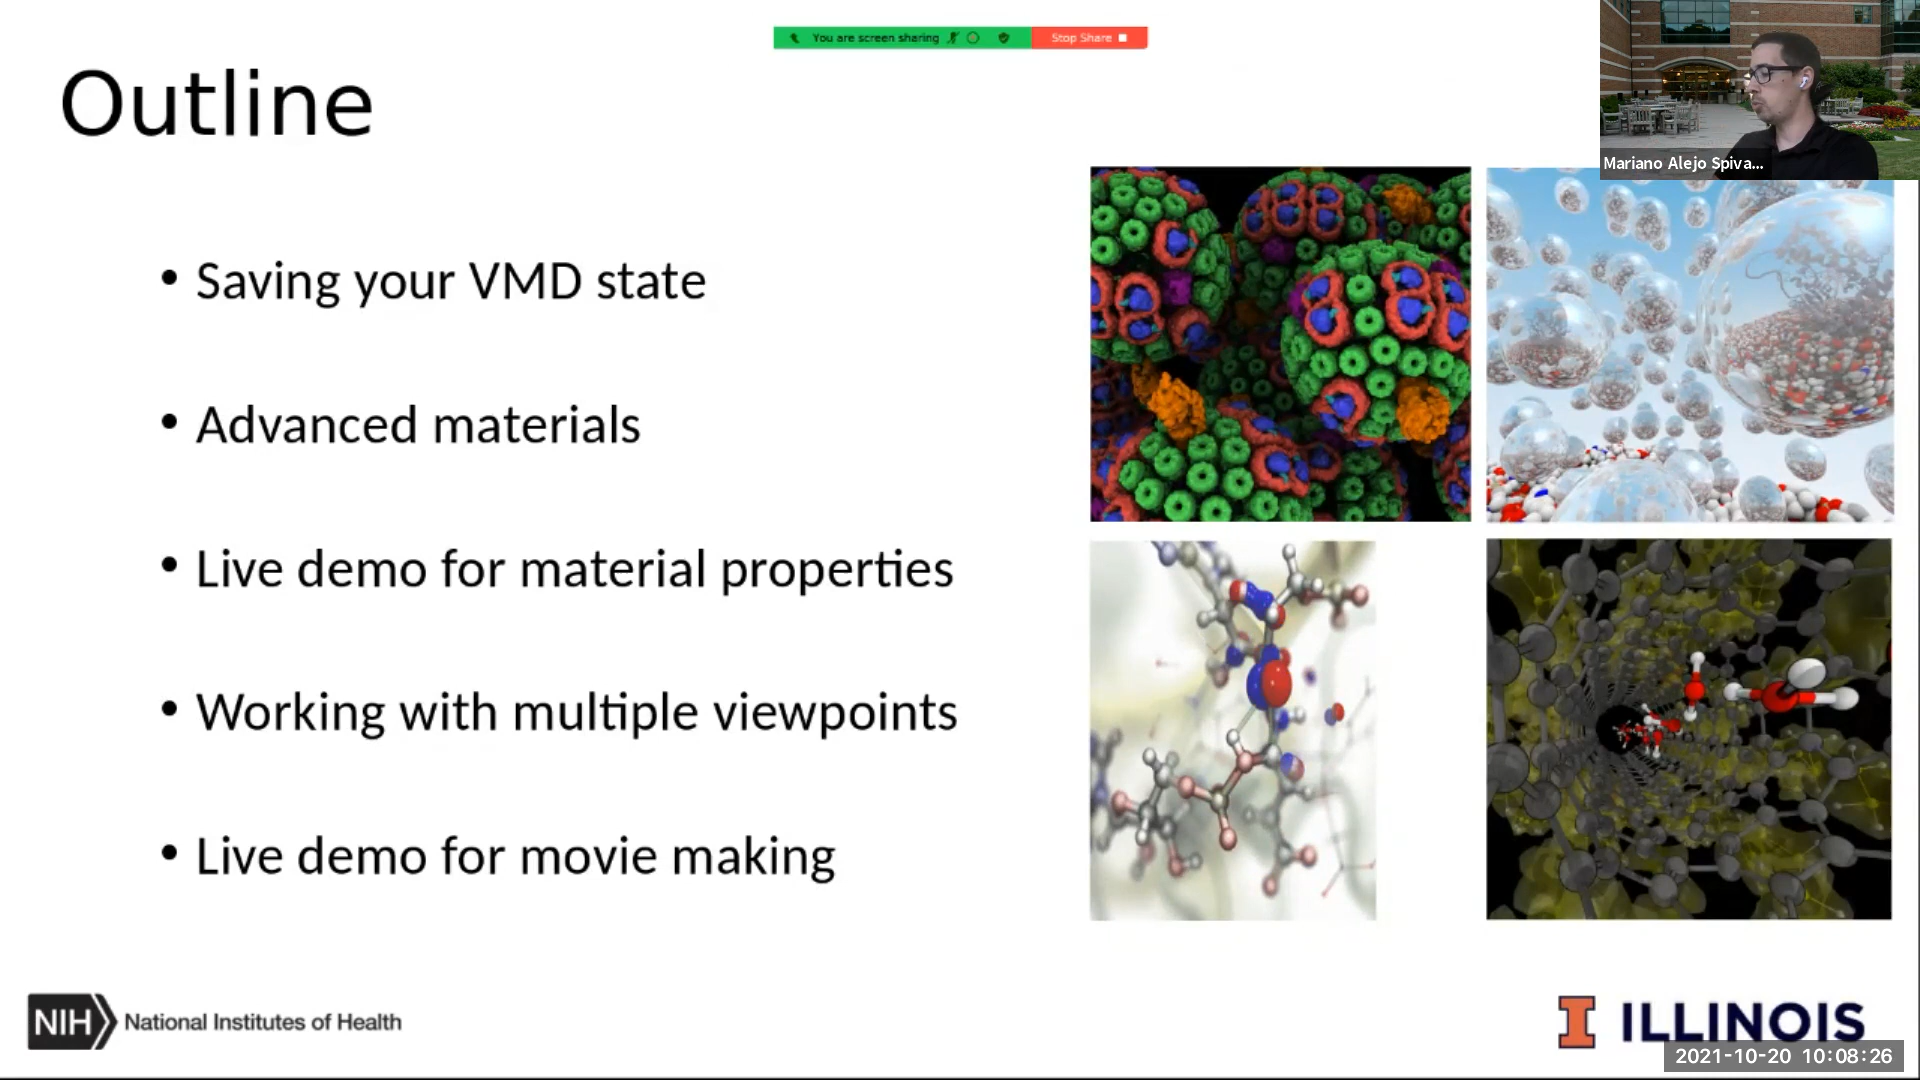 You are screen sharing
Stop Share
Outline
Mariano Alejo Spiva...
• Saving your VMD state
• Advanced materials
• Live demo for material properties
• Working with multiple viewpoints
• Live demo for movie making
NIH National Institutes of Health
I ILLINOIS
2021-10-20 10:08:26